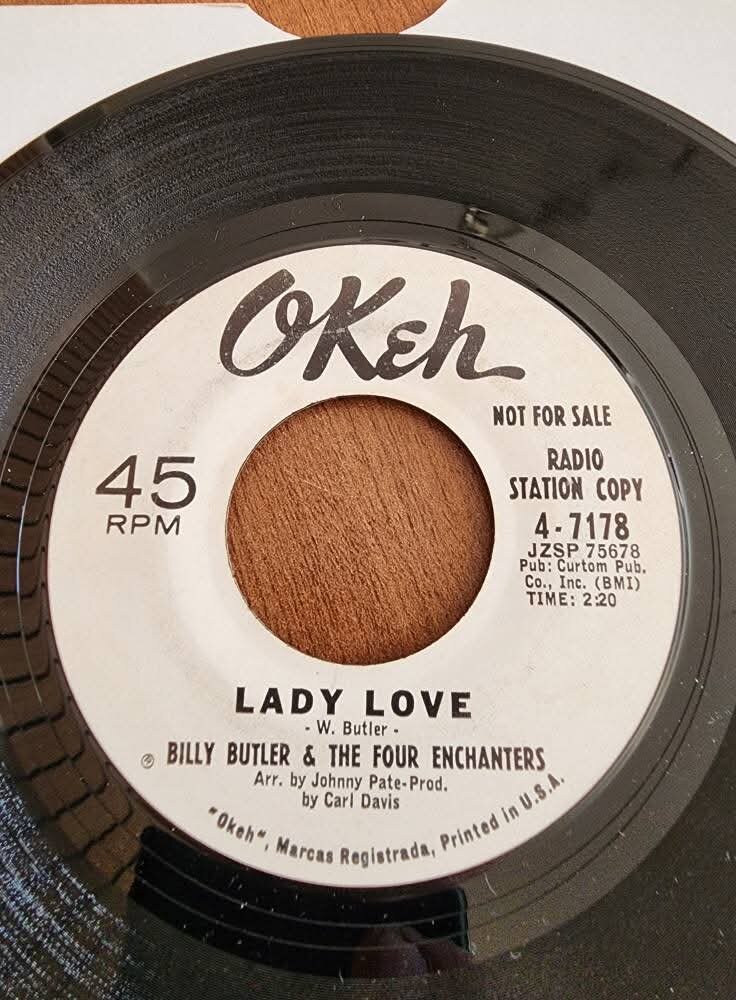 OKeh
NOT FOR SALE
45
RPM
RADIO
STATION COPY
4-7178
JZSP 75678
Pub: Curtom Pub.
Co., Inc. (BMI)
TIME: 2:20
LADY LOVE
- W. Butler -
℗ BILLY BUTLER & THE FOUR ENCHANTERS
Arr. by Johnny Pate-Prod.
by Carl Davis
"Okeh", Marcas Registrada, Printed in U.S.A.